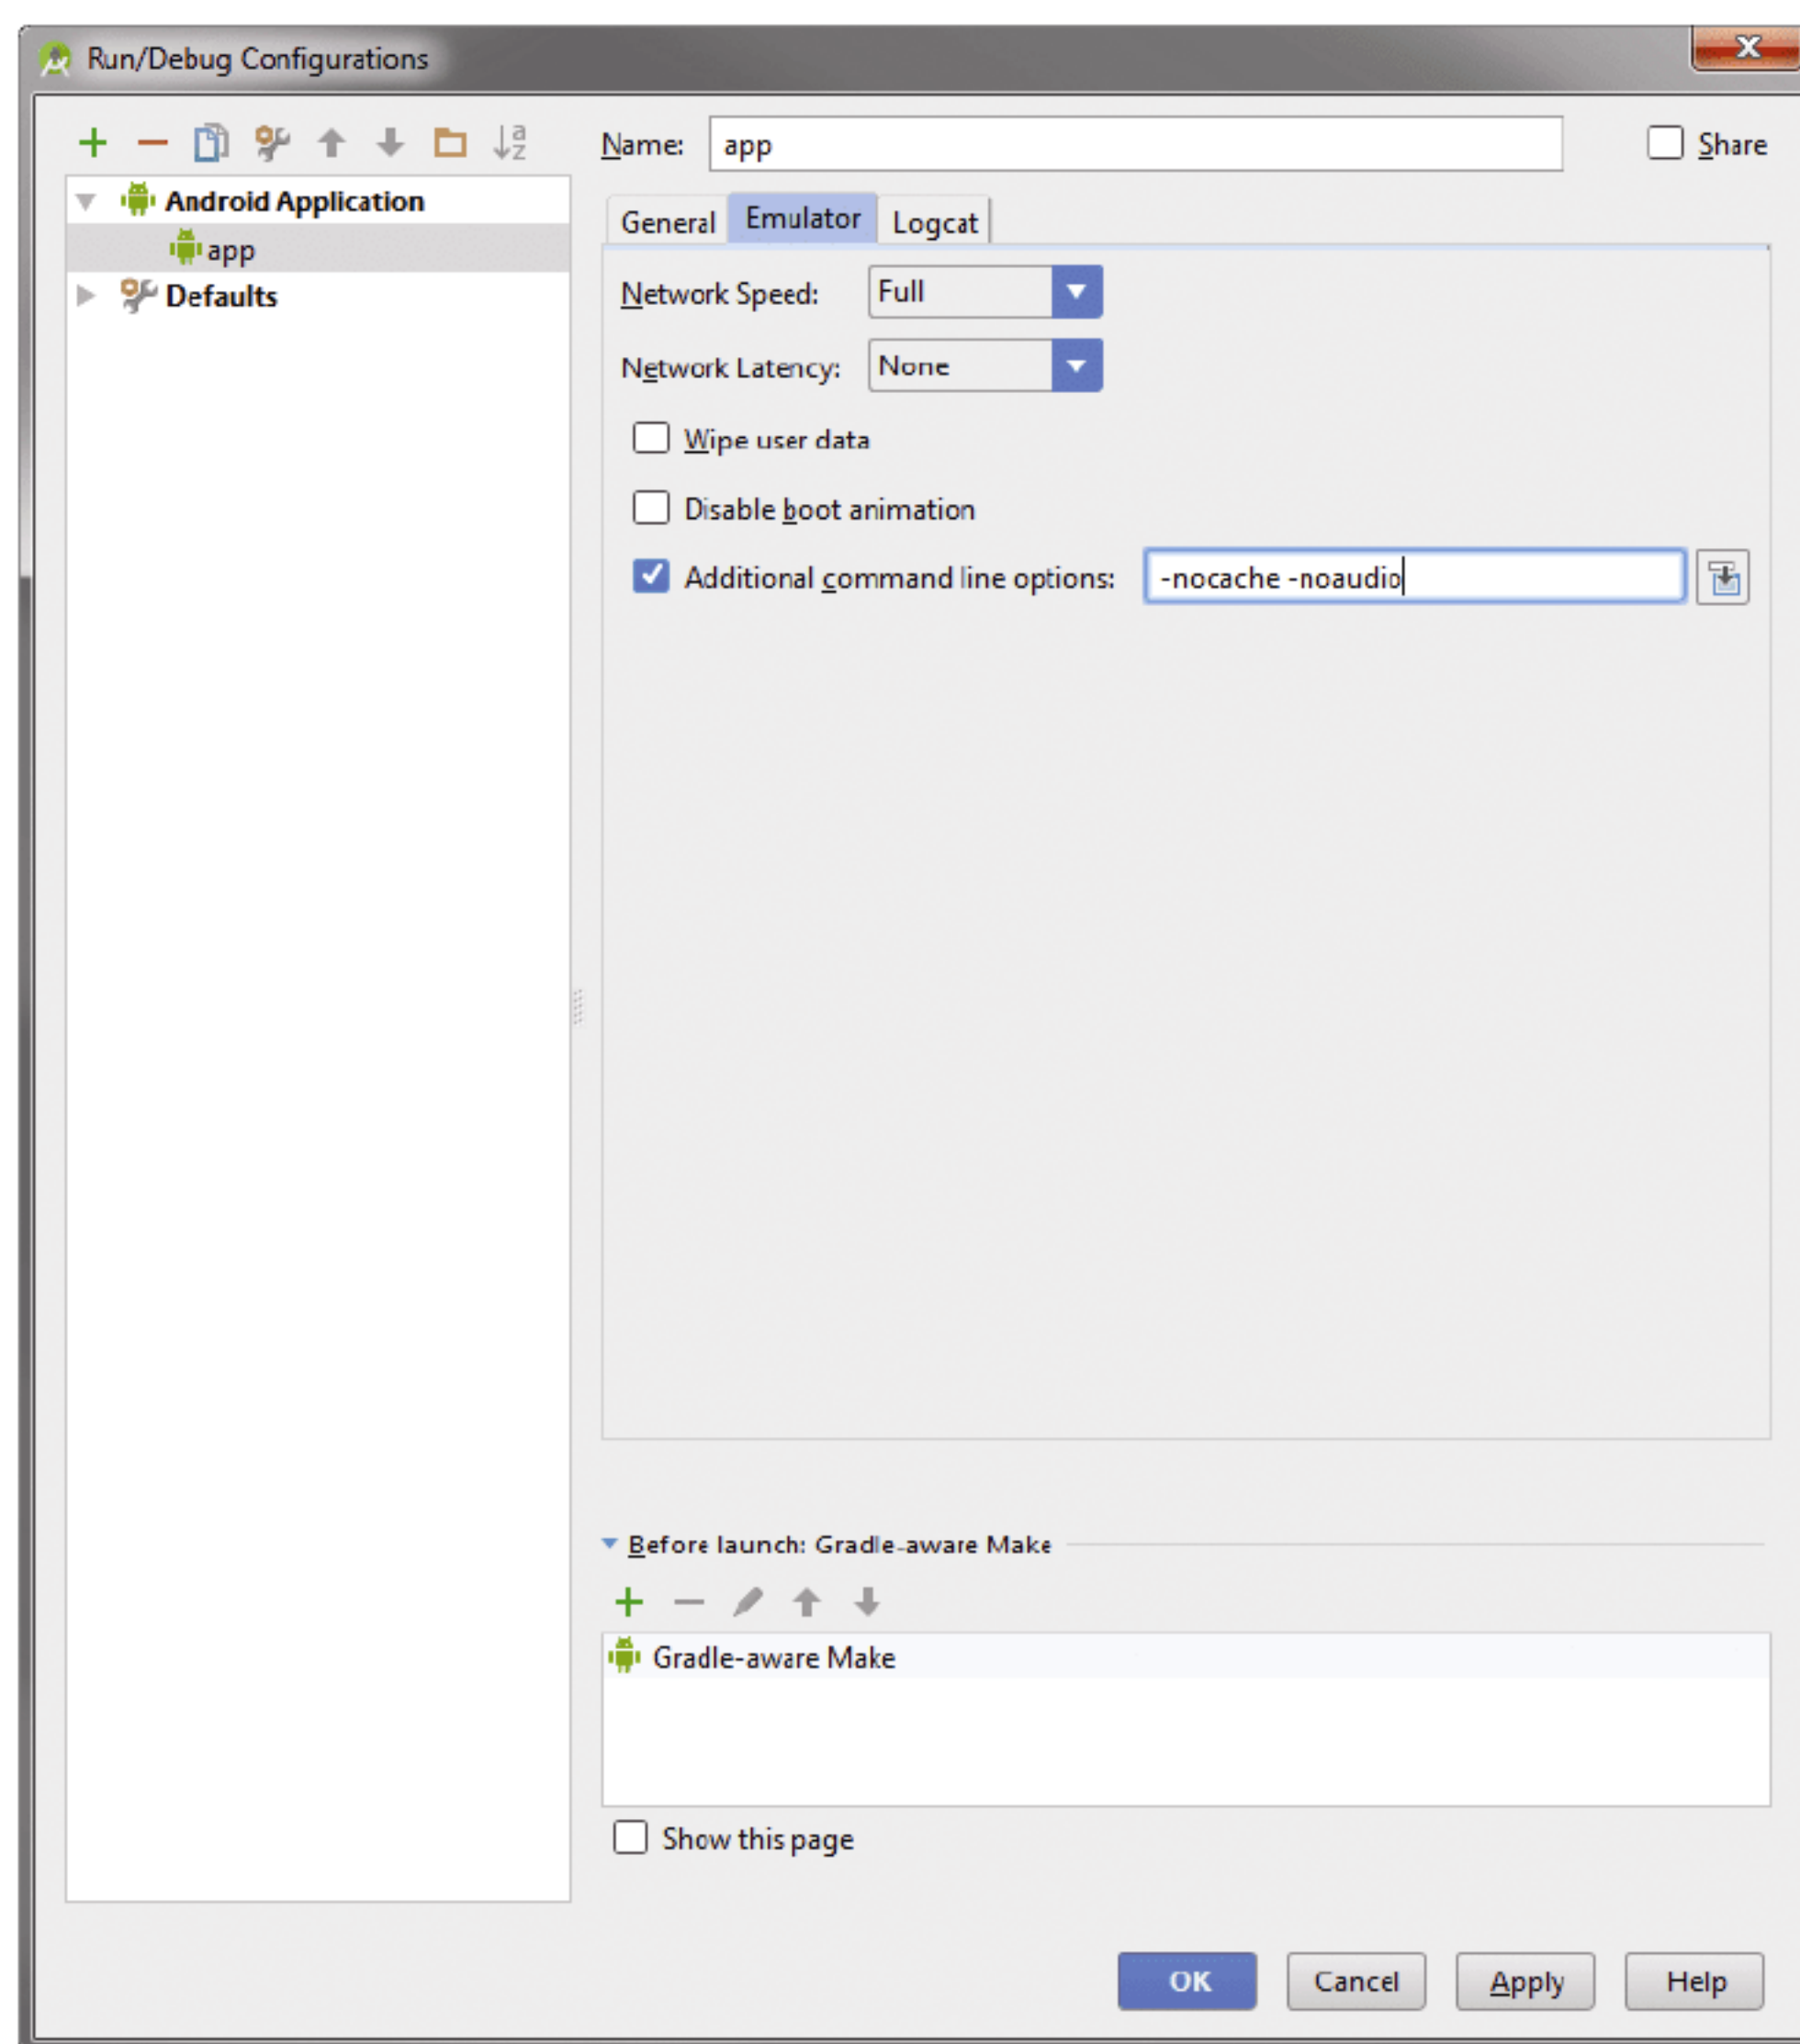 Run/Debug Configurations
Name: app
Share
Android Application
app
Defaults
General Emulator Logcat
Network Speed: Full
Network Latency: None
Wipe user data
Disable boot animation
Additional command line options: -nocache -noaudio
Before launch: Gradle-aware Make
Gradle-aware Make
Show this page
OK Cancel Apply Help